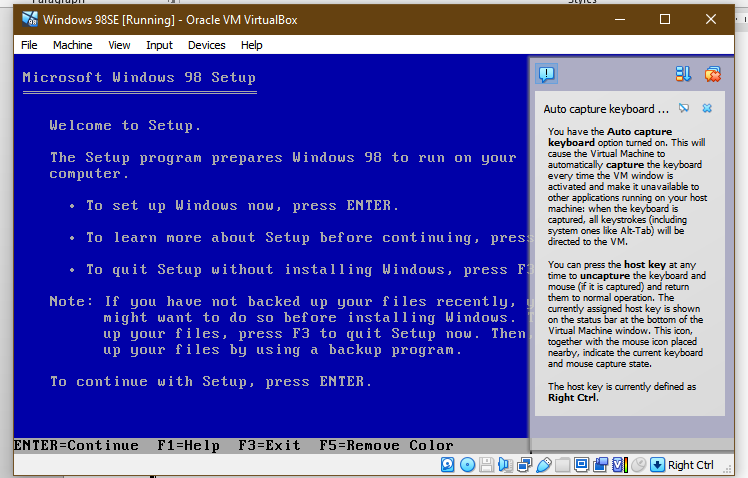 Paragraph
Styles
Windows 98SE [Running] - Oracle VM VirtualBox
File Machine View Input Devices Help
Microsoft Windows 98 Setup
Welcome to Setup.
The Setup program prepares Windows 98 to run on your
computer.
• To set up Windows now, press ENTER.
• To learn more about Setup before continuing, press
• To quit Setup without installing Windows, press F3
Note: If you have not backed up your files recently, y
might want to do so before installing Windows. T
up your files, press F3 to quit Setup now. Then
up your files by using a backup program.
To continue with Setup, press ENTER.
ENTER=Continue F1=Help F3=Exit F5=Remove Color
Auto capture keyboard ...
You have the Auto capture
keyboard option turned on. This will
cause the Virtual Machine to
automatically capture the keyboard
every time the VM window is
activated and make it unavailable to
other applications running on your host
machine: when the keyboard is
captured, all keystrokes (including
system ones like Alt-Tab) will be
directed to the VM.
You can press the host key at any
time to uncapture the keyboard and
mouse (if it is captured) and return
them to normal operation. The
currently assigned host key is shown
on the status bar at the bottom of the
Virtual Machine window. This icon,
together with the mouse icon placed
nearby, indicate the current keyboard
and mouse capture state.
The host key is currently defined as
Right Ctrl.
Right Ctrl